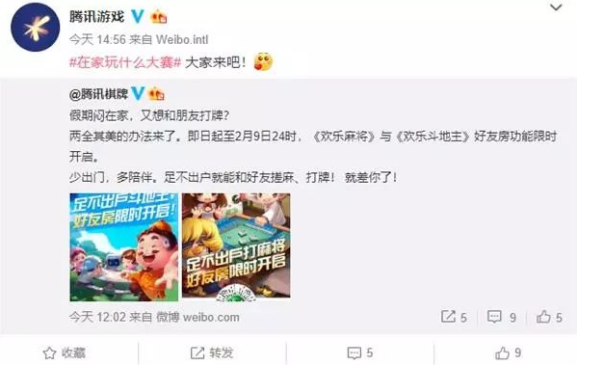 腾讯游戏
今天 14:56 来自 Weibo.intl
#在家玩什么大赛# 大家来吧！
@腾讯棋牌
假期闷在家，又想和朋友打牌？
两全其美的办法来了。即日起至2月9日24时，《欢乐麻将》与《欢乐斗地主》好友房功能限时
开启。
少出门，多陪伴。足不出户就能和好友搓麻、打牌！ 就差你了！
足不出戶斗地主
好友房限时开启!
足不出戶打麻将
好友房限时开启
今天 12:02 来自 微博 weibo.com
5
9
5
收藏
转发
5
9